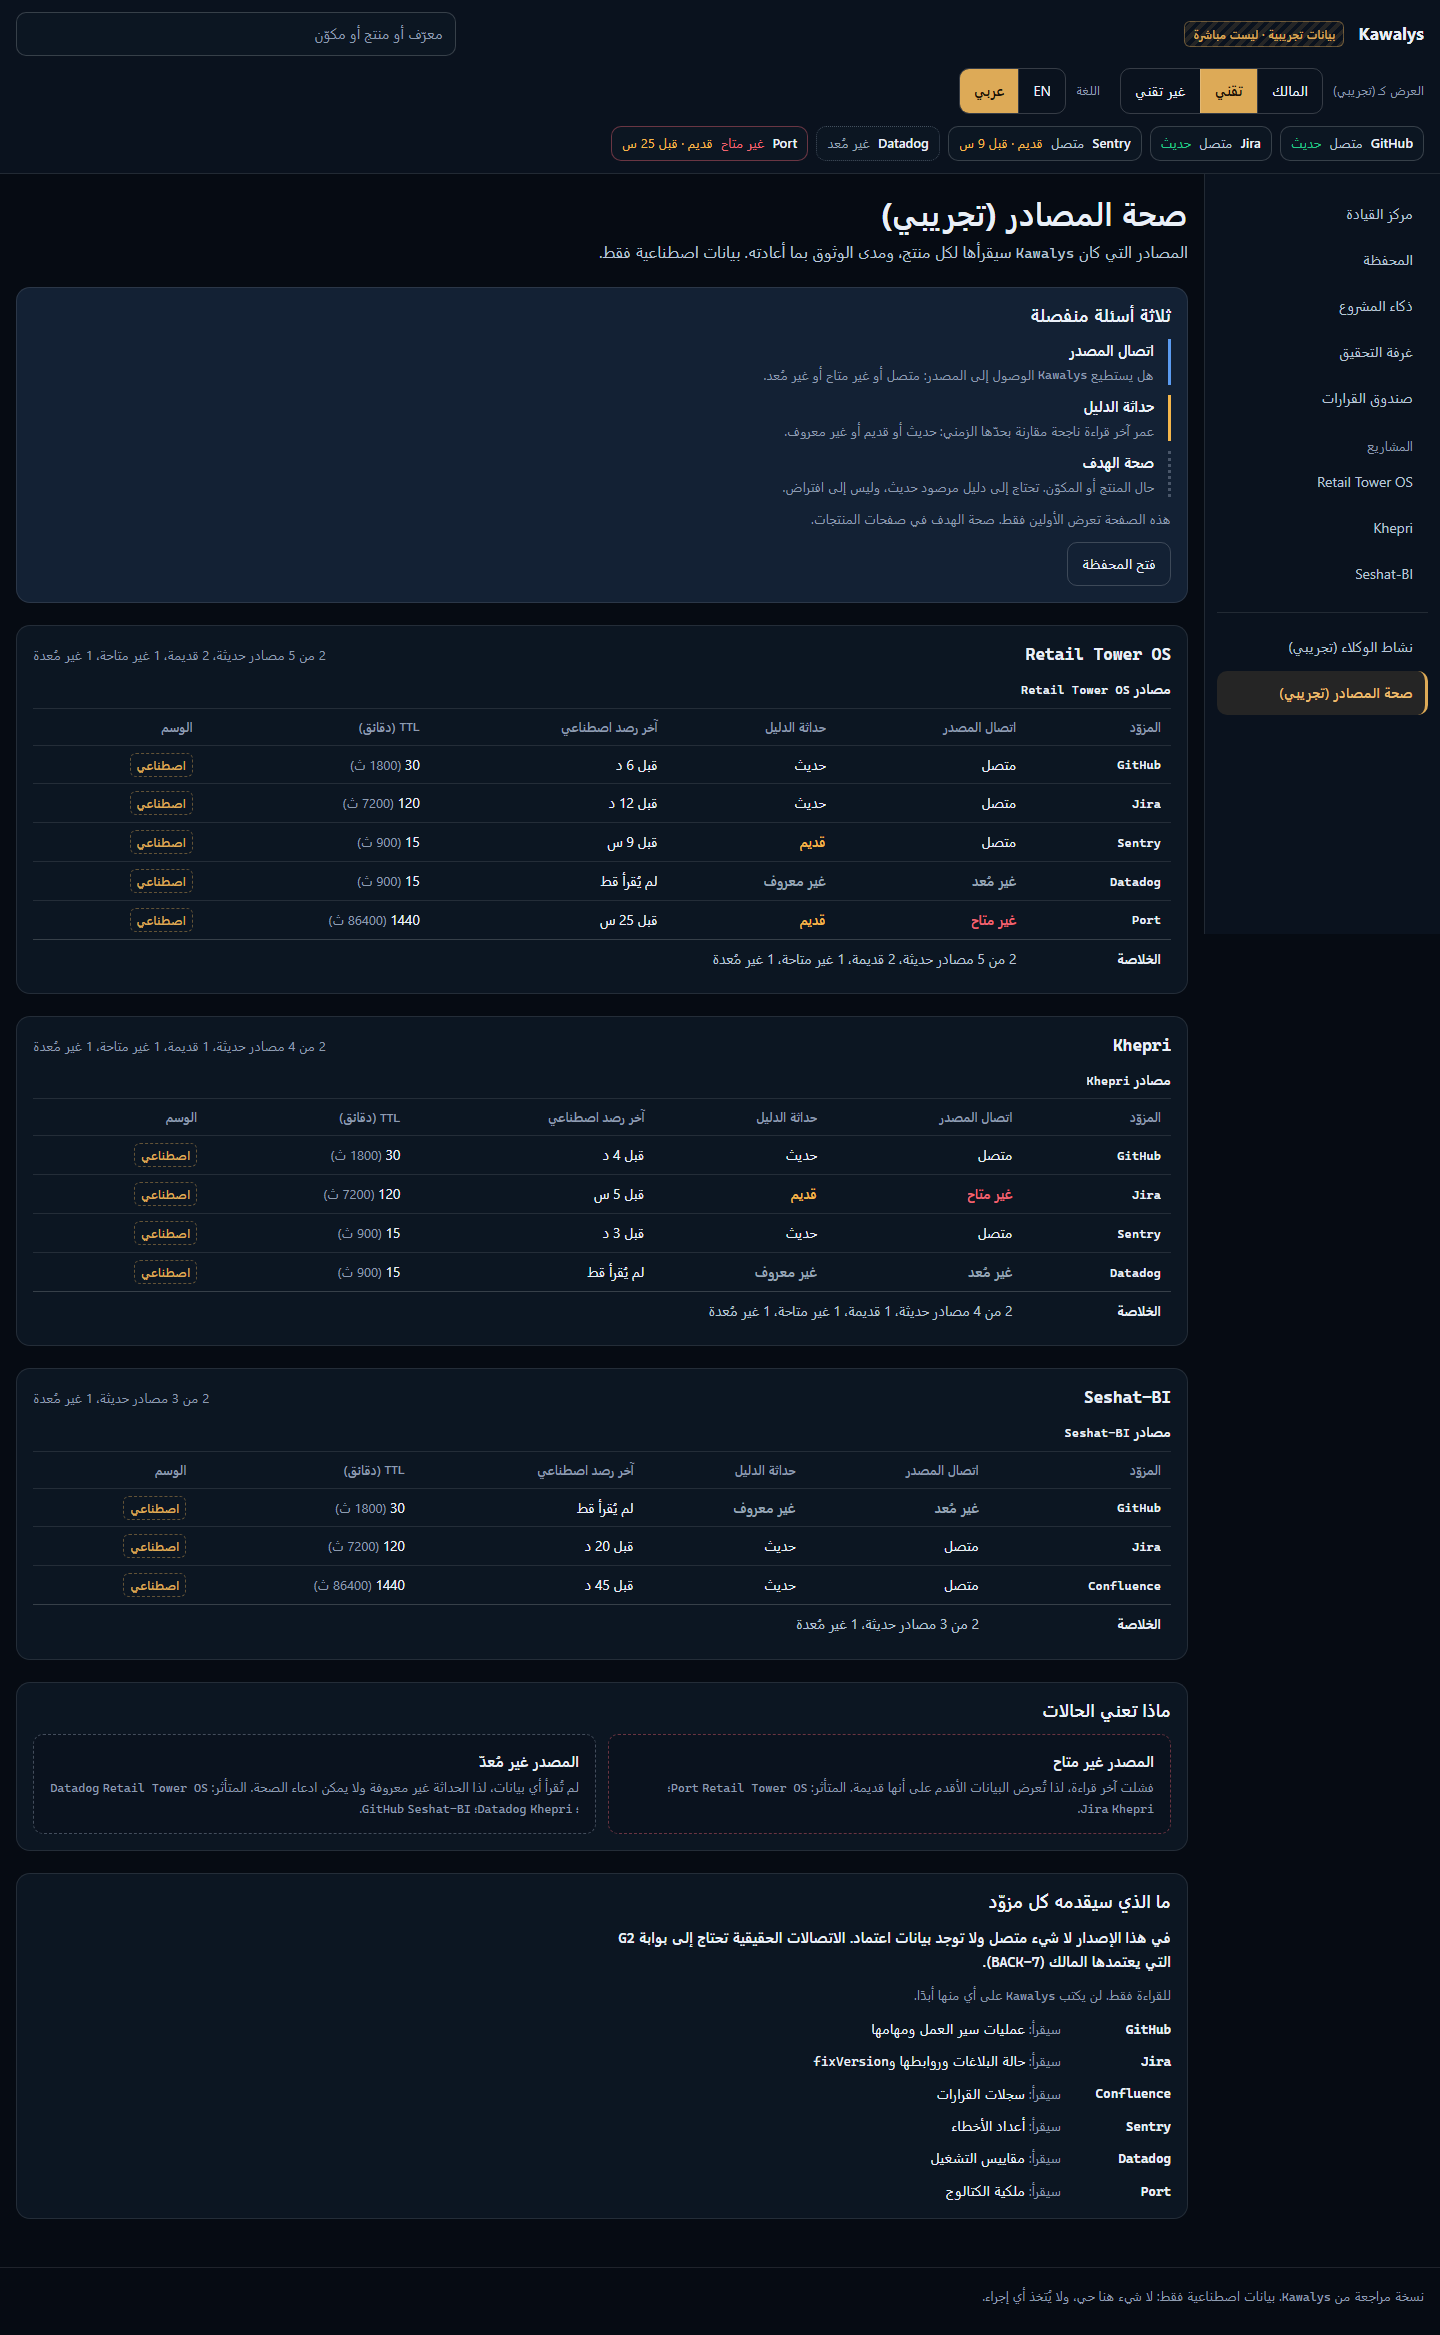 Kawalys
بيانات تجريبية · ليست مباشرة
معرّف أو منتج أو مكوّن
العرض كـ (تجريبي) المالك تقني غير تقني اللغة EN عربي
GitHub متصل حديث Jira متصل حديث Sentry متصل قديم · قبل 9 س Datadog غير مُعد Port غير متاح قديم · قبل 25 س
مركز القيادة
المحفظة
ذكاء المشروع
غرفة التحقيق
صندوق القرارات
المشاريع
Retail Tower OS
Khepri
Seshat-BI
نشاط الوكلاء (تجريبي)
صحة المصادر (تجريبي)
صحة المصادر (تجريبي)
المصادر التي كان Kawalys سيقرأها لكل منتج، ومدى الوثوق بما أعادته. بيانات اصطناعية فقط.
ثلاثة أسئلة منفصلة
اتصال المصدر
هل يستطيع Kawalys الوصول إلى المصدر: متصل أو غير متاح أو غير مُعد.
حداثة الدليل
عمر آخر قراءة ناجحة مقارنة بحدّها الزمني: حديث أو قديم أو غير معروف.
صحة الهدف
حال المنتج أو المكوّن. تحتاج إلى دليل مرصود حديث، وليس إلى افتراض.
هذه الصفحة تعرض الأولين فقط. صحة الهدف في صفحات المنتجات.
فتح المحفظة
Retail Tower OS
2 من 5 مصادر حديثة، 2 قديمة، 1 غير متاحة، 1 غير مُعدة
مصادر Retail Tower OS
المزوّد اتصال المصدر حداثة الدليل آخر رصد اصطناعي TTL (دقائق) الوسم
GitHub متصل حديث قبل 6 د 30 (1800 ث) اصطناعي
Jira متصل حديث قبل 12 د 120 (7200 ث) اصطناعي
Sentry متصل قديم قبل 9 س 15 (900 ث) اصطناعي
Datadog غير مُعد غير معروف لم يُقرأ قط 15 (900 ث) اصطناعي
Port غير متاح قديم قبل 25 س 1440 (86400 ث) اصطناعي
الخلاصة 2 من 5 مصادر حديثة، 2 قديمة، 1 غير متاحة، 1 غير مُعدة
Khepri
2 من 4 مصادر حديثة، 1 قديمة، 1 غير متاحة، 1 غير مُعدة
مصادر Khepri
المزوّد اتصال المصدر حداثة الدليل آخر رصد اصطناعي TTL (دقائق) الوسم
GitHub متصل حديث قبل 4 د 30 (1800 ث) اصطناعي
Jira غير متاح قديم قبل 5 س 120 (7200 ث) اصطناعي
Sentry متصل حديث قبل 3 د 15 (900 ث) اصطناعي
Datadog غير مُعد غير معروف لم يُقرأ قط 15 (900 ث) اصطناعي
الخلاصة 2 من 4 مصادر حديثة، 1 قديمة، 1 غير متاحة، 1 غير مُعدة
Seshat-BI
2 من 3 مصادر حديثة، 1 غير مُعدة
مصادر Seshat-BI
المزوّد اتصال المصدر حداثة الدليل آخر رصد اصطناعي TTL (دقائق) الوسم
GitHub غير مُعد غير معروف لم يُقرأ قط 30 (1800 ث) اصطناعي
Jira متصل حديث قبل 20 د 120 (7200 ث) اصطناعي
Confluence متصل حديث قبل 45 د 1440 (86400 ث) اصطناعي
الخلاصة 2 من 3 مصادر حديثة، 1 غير مُعدة
ماذا تعني الحالات
المصدر غير متاح
فشلت آخر قراءة، لذا تُعرض البيانات الأقدم على أنها قديمة. المتأثر: Port Retail Tower OS؛
Jira Khepri.
المصدر غير مُعدّ
لم تُقرأ أي بيانات، لذا الحداثة غير معروفة ولا يمكن ادعاء الصحة. المتأثر: Datadog Retail Tower OS
؛ Datadog Khepri؛ GitHub Seshat-BI.
ما الذي سيقدمه كل مزوّد
في هذا الإصدار لا شيء متصل ولا توجد بيانات اعتماد. الاتصالات الحقيقية تحتاج إلى بوابة G2
التي يعتمدها المالك (BACK-7).
للقراءة فقط. لن يكتب Kawalys على أي منها أبدًا.
GitHub سيقرأ: عمليات سير العمل ومهامها
Jira سيقرأ: حالة البلاغات وروابطها وfixVersion
Confluence سيقرأ: سجلات القرارات
Sentry سيقرأ: أعداد الأخطاء
Datadog سيقرأ: مقاييس التشغيل
Port سيقرأ: ملكية الكتالوج
نسخة مراجعة من Kawalys. بيانات اصطناعية فقط؛ لا شيء هنا حي، ولا يُتخذ أي إجراء.